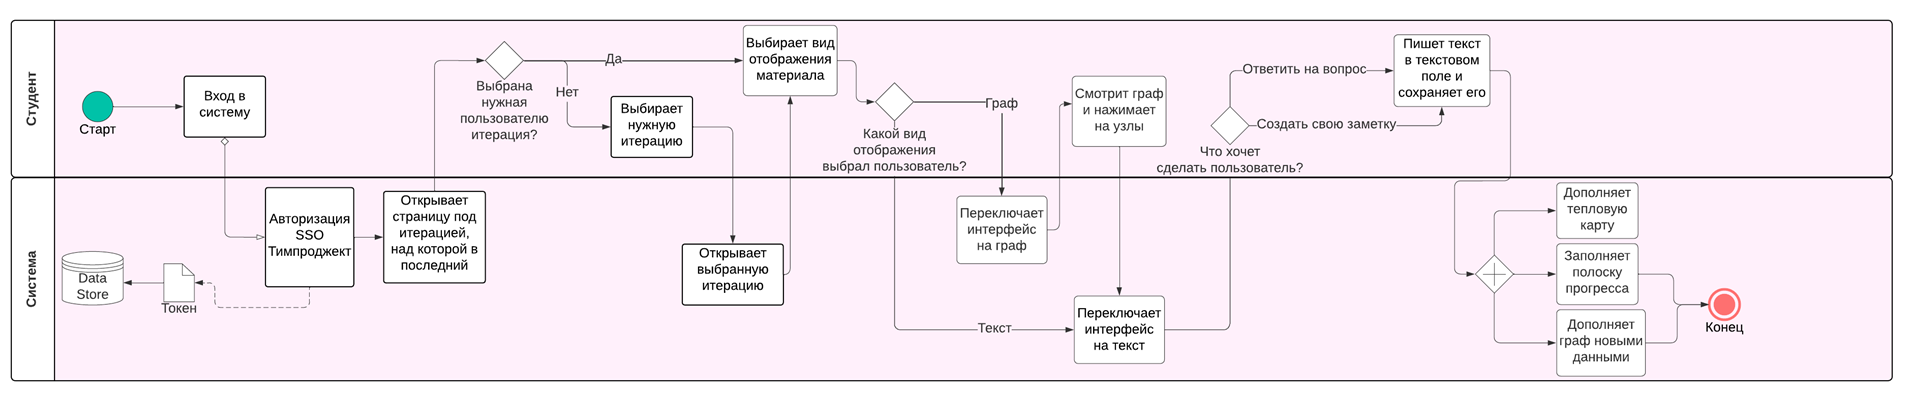 Студент
Старт
Вход в
систему
Выбрана
нужная
пользователю
итерация?
Да
Нет
Выбирает
нужную
итерацию
Выбирает вид
отображения
материала
Какой вид
отображения
выбрал пользователь?
Граф
Смотрит граф
и нажимает
на узлы
Что хочет
сделать пользователь?
Ответить на вопрос
Создать свою заметку
Пишет текст
в текстовом
поле и
сохраняет его
Система
Data
Store
Токен
Авторизация
SSO
Тимпроджект
Открывает
страницу под
итерацией,
над которой в
последний
Открывает
выбранную
итерацию
Переключает
интерфейс
на граф
Текст
Переключает
интерфейс
на текст
Дополняет
тепловую
карту
Заполняет
полоску
прогресса
Дополняет
граф новыми
данными
Конец